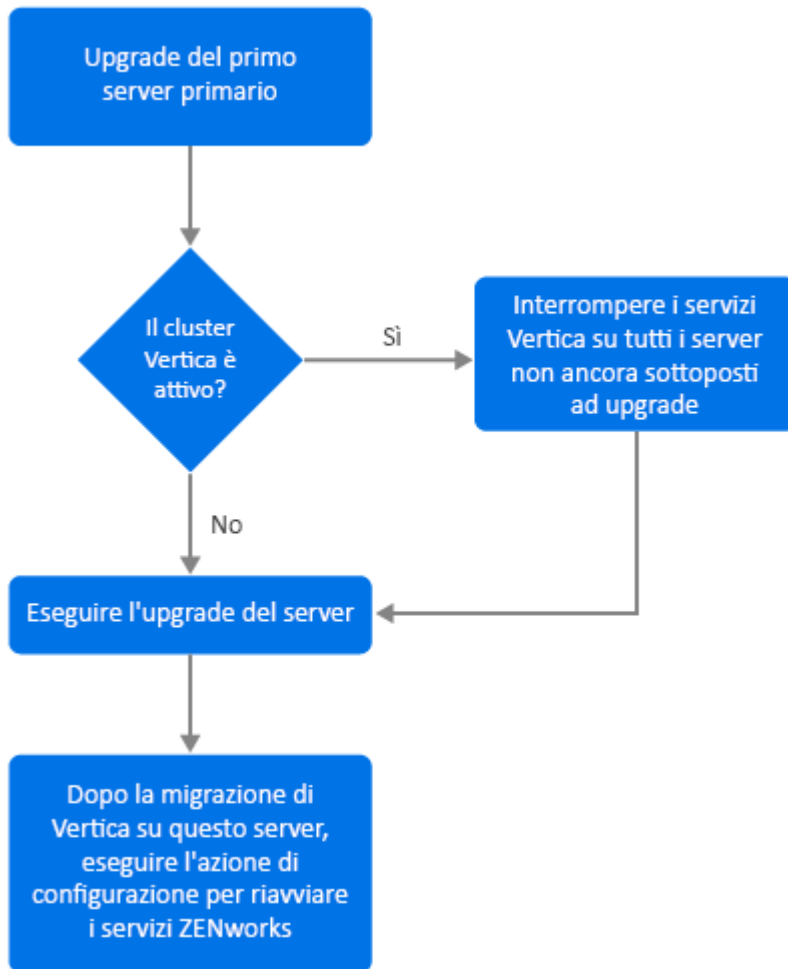 Upgrade del primo
server primario
Il cluster
Vertica è
attivo?
Sì
Interrompere i servizi
Vertica su tutti i server
non ancora sottoposti
ad upgrade
No
Eseguire l'upgrade del server
Dopo la migrazione di
Vertica su questo server,
eseguire l'azione di
configurazione per riavviare
i servizi ZENworks